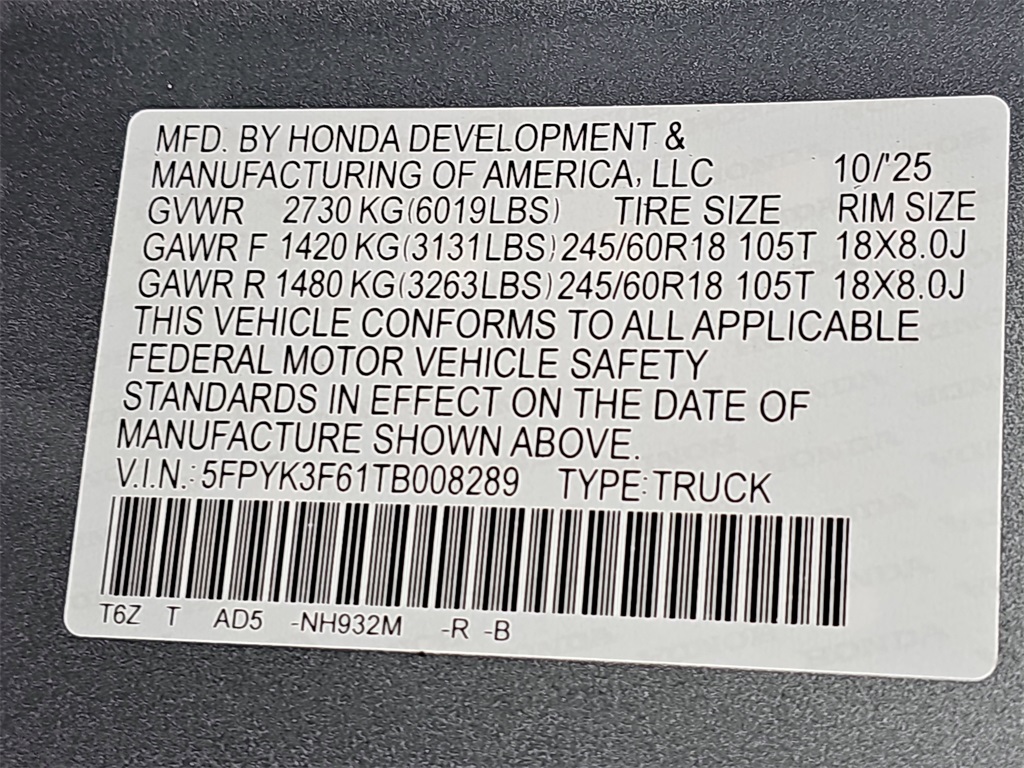 MFD. BY HONDA DEVELOPMENT &
MANUFACTURING OF AMERICA, LLC 10/'25
GVWR 2730 KG(6019LBS) TIRE SIZE RIM SIZE
GAWR F 1420 KG(3131LBS) 245/60R18 105T 18X8.0J
GAWR R 1480 KG(3263LBS) 245/60R18 105T 18X8.0J
THIS VEHICLE CONFORMS TO ALL APPLICABLE
FEDERAL MOTOR VEHICLE SAFETY
STANDARDS IN EFFECT ON THE DATE OF
MANUFACTURE SHOWN ABOVE.
V.I.N.: 5FPYK3F61TB008289 TYPE: TRUCK
T6Z T AD5 -NH932M -R -B